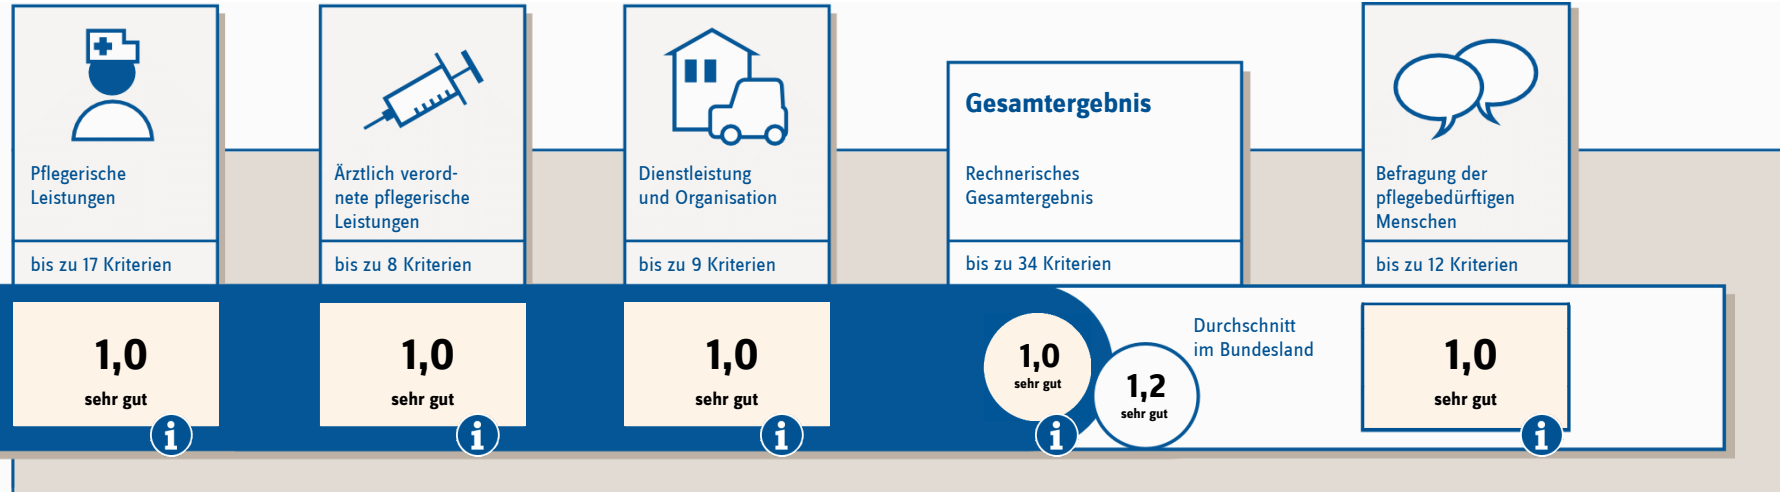 Pflegerische
Leistungen
bis zu 17 Kriterien
1,0
sehr gut
i
Ärztlich verord-
nete pflegerische
Leistungen
bis zu 8 Kriterien
1,0
sehr gut
i
Dienstleistung
und Organisation
bis zu 9 Kriterien
1,0
sehr gut
i
Gesamtergebnis
Rechnerisches
Gesamtergebnis
bis zu 34 Kriterien
1,0
sehr gut
i
1,2
sehr gut
Durchschnitt
im Bundesland
Befragung der
pflegebedürftigen
Menschen
bis zu 12 Kriterien
1,0
sehr gut
i